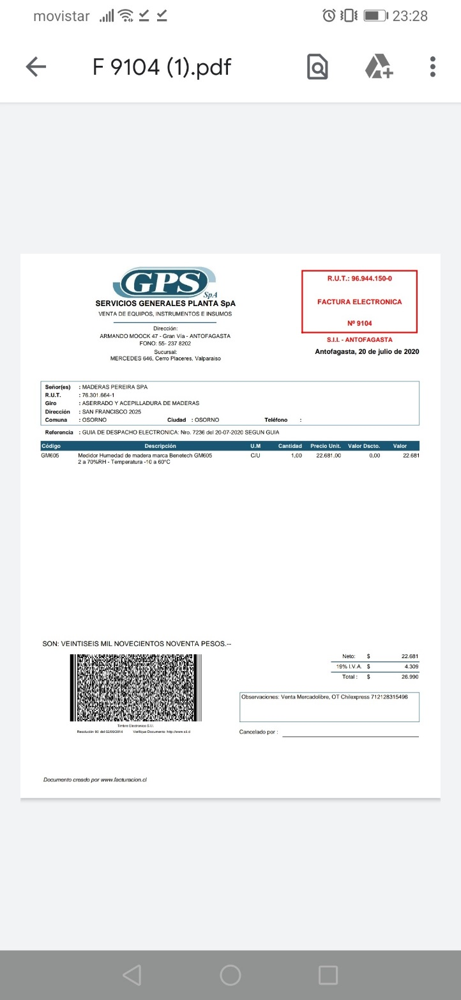 movistar 23:28
F 9104 (1).pdf
GPS
SpA
SERVICIOS GENERALES PLANTA SpA
VENTA DE EQUIPOS, INSTRUMENTOS E INSUMOS
Dirección:
ARMANDO MOOCK 47 - Gran Vía - ANTOFAGASTA
FONO: 55- 237 8202
Sucursal:
MERCEDES 646, Cerro Placeres, Valparaiso
R.U.T.: 96.944.150-0
FACTURA ELECTRONICA
Nº 9104
S.I.I. - ANTOFAGASTA
Antofagasta, 20 de julio de 2020
Señor(es) : MADERAS PEREIRA SPA
R.U.T. : 76.301.664-1
Giro : ASERRADO Y ACEPILLADURA DE MADERAS
Dirección : SAN FRANCISCO 2025
Comuna : OSORNO Ciudad : OSORNO Teléfono :
Referencia : GUIA DE DESPACHO ELECTRONICA: Nro. 7236 del 20-07-2020 SEGUN GUIA
Código Descripción U.M Cantidad Precio Unit. Valor Dscto. Valor
GM605 Medidor Humedad de madera marca Benetech GM605 C/U 1,00 22.681,00 0,00 22.681
2 a 70%RH - Temperatura -10 a 60°C
SON: VEINTISEIS MIL NOVECIENTOS NOVENTA PESOS.--
Neto: $ 22.681
19% I.V.A. $ 4.309
Total : $ 26.990
Observaciones: Venta Mercadolibre, OT Chilexpress 712128315496
Cancelado por :
Timbre Electronico S.I.I.
Resolución 80 del 02/09/2014 Verifique Documento: http://www.sii.cl
Documento creado por www.facturacion.cl